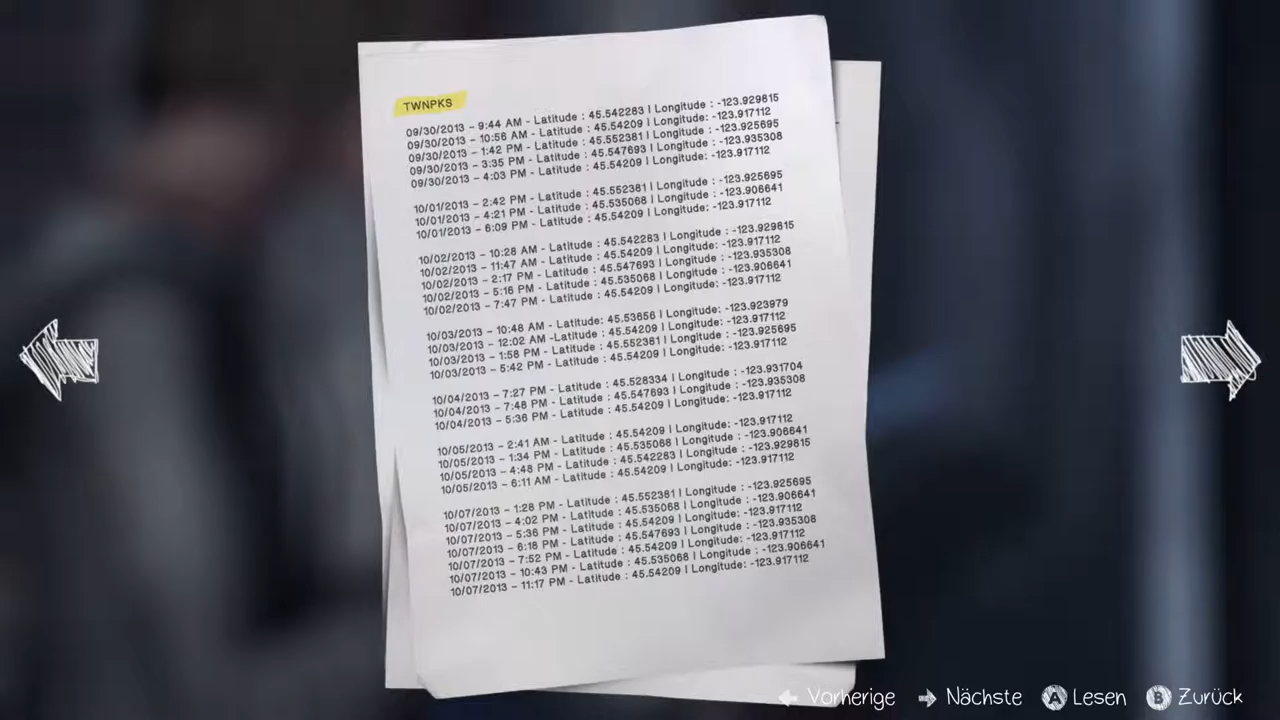 TWNPKS
09/30/2013 - 9:44 AM - Latitude : 45.542283 | Longitude : -123.929815
09/30/2013 - 10:56 AM - Latitude : 45.54209 | Longitude: -123.917112
09/30/2013 - 1:42 PM - Latitude : 45.552381 | Longitude : -123.925695
09/30/2013 - 3:35 PM - Latitude : 45.547693 | Longitude : -123.935308
09/30/2013 - 4:03 PM - Latitude : 45.54209 | Longitude: -123.917112
10/01/2013 - 2:42 PM - Latitude : 45.552381 | Longitude : -123.925695
10/01/2013 - 4:21 PM - Latitude : 45.535068 | Longitude : -123.906641
10/01/2013 - 6:09 PM - Latitude : 45.54209 | Longitude: -123.917112
10/02/2013 - 10:28 AM - Latitude : 45.542283 | Longitude : -123.929815
10/02/2013 - 11:47 AM - Latitude : 45.54209 | Longitude: -123.917112
10/02/2013 - 2:17 PM - Latitude : 45.547693 | Longitude : -123.935308
10/02/2013 - 5:16 PM - Latitude : 45.535068 | Longitude : -123.906641
10/02/2013 - 7:47 PM - Latitude : 45.54209 | Longitude: -123.917112
10/03/2013 - 10:48 AM - Latitude: 45.53656 | Longitude : -123.923979
10/03/2013 - 12:02 AM -Latitude : 45.54209 | Longitude: -123.917112
10/03/2013 - 1:58 PM - Latitude : 45.552381 | Longitude : -123.925695
10/03/2013 - 5:42 PM - Latitude : 45.54209 | Longitude: -123.917112
10/04/2013 - 7:27 PM - Latitude : 45.528334 | Longitude : -123.931704
10/04/2013 - 7:48 PM - Latitude : 45.547693 | Longitude : -123.935308
10/04/2013 - 5:36 PM - Latitude : 45.54209 | Longitude: -123.917112
10/05/2013 - 2:41 AM - Latitude : 45.54209 | Longitude: -123.917112
10/05/2013 - 1:34 PM - Latitude : 45.535068 | Longitude : -123.906641
10/05/2013 - 4:48 PM - Latitude : 45.542283 | Longitude : -123.929815
10/05/2013 - 6:11 AM - Latitude : 45.54209 | Longitude: -123.917112
10/07/2013 - 1:28 PM - Latitude : 45.552381 | Longitude : -123.925695
10/07/2013 - 4:02 PM - Latitude : 45.535068 | Longitude : -123.906641
10/07/2013 - 5:36 PM - Latitude : 45.54209 | Longitude: -123.917112
10/07/2013 - 6:18 PM - Latitude : 45.547693 | Longitude : -123.935308
10/07/2013 - 7:52 PM - Latitude : 45.54209 | Longitude: -123.917112
10/07/2013 - 10:43 PM - Latitude : 45.535068 | Longitude : -123.906641
10/07/2013 - 11:17 PM - Latitude : 45.54209 | Longitude: -123.917112
Vorherige Nächste A Lesen B Zurück